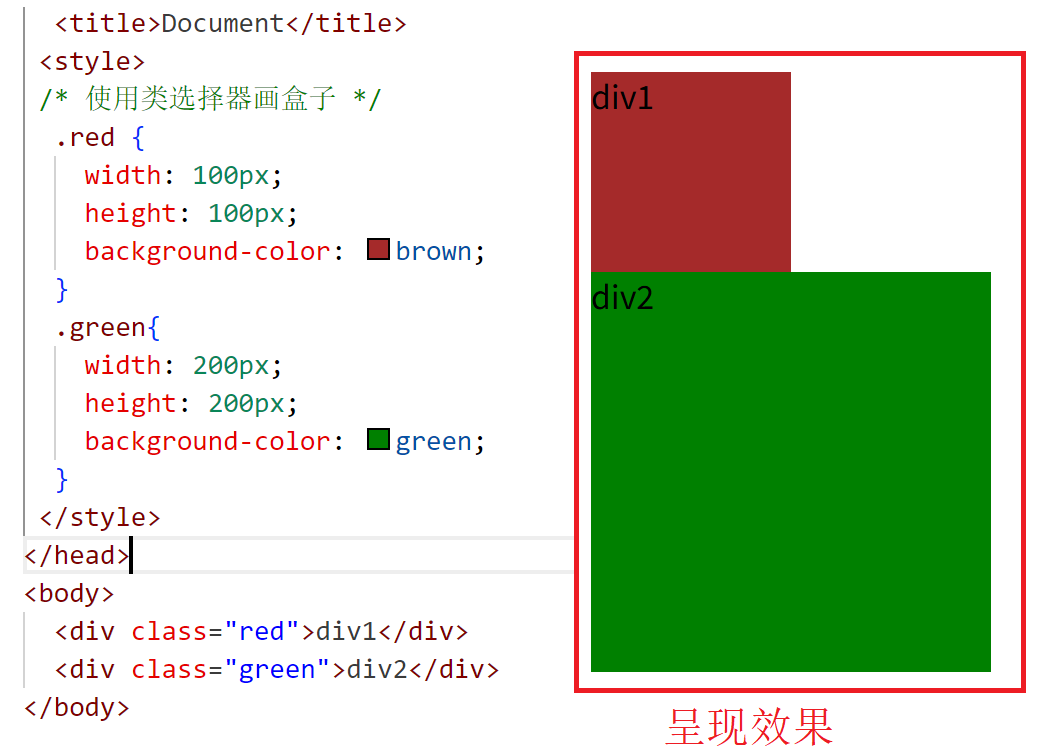 <title>Document</title>
<style>
/* 使用类选择器画盒子 */
.red {
width: 100px;
height: 100px;
background-color: brown;
}
.green{
width: 200px;
height: 200px;
background-color: green;
}
</style>
</head>
<body>
<div class="red">div1</div>
<div class="green">div2</div>
</body>
div1
div2
呈现效果